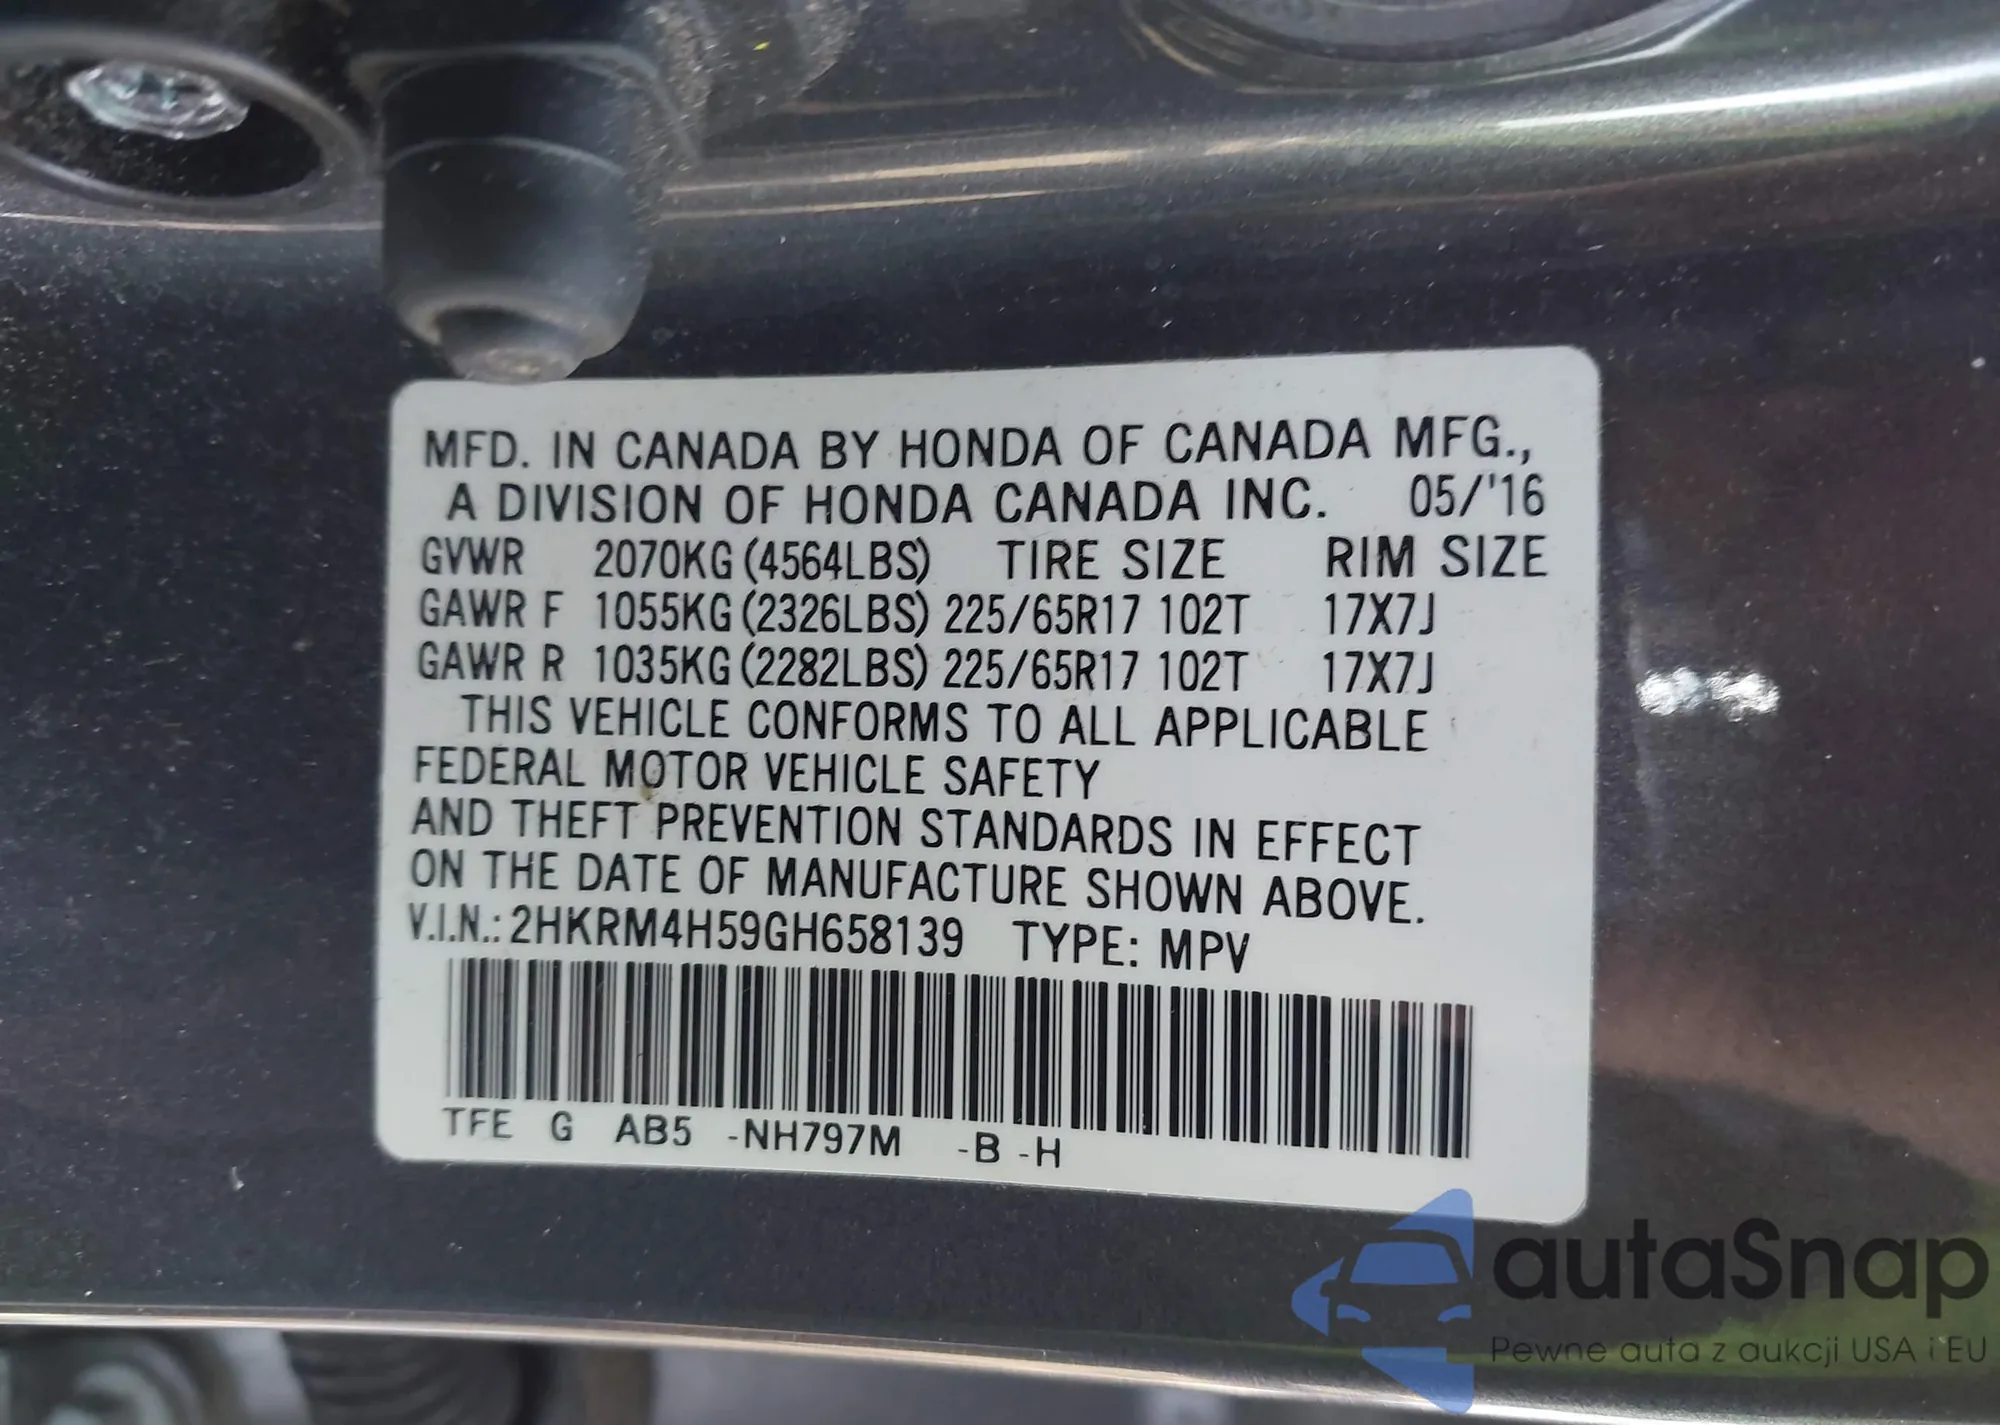 MFD. IN CANADA BY HONDA OF CANADA MFG.,
A DIVISION OF HONDA CANADA INC. 05/'16
GVWR 2070KG (4564LBS) TIRE SIZE RIM SIZE
GAWR F 1055KG (2326LBS) 225/65R17 102T 17X7J
GAWR R 1035KG (2282LBS) 225/65R17 102T 17X7J
THIS VEHICLE CONFORMS TO ALL APPLICABLE
FEDERAL MOTOR VEHICLE SAFETY
AND THEFT PREVENTION STANDARDS IN EFFECT
ON THE DATE OF MANUFACTURE SHOWN ABOVE.
V.I.N.: 2HKRM4H59GH658139 TYPE: MPV
TFE G AB5 -NH797M -B -H
autaSnap
Pewne auta z aukcji USA i EU